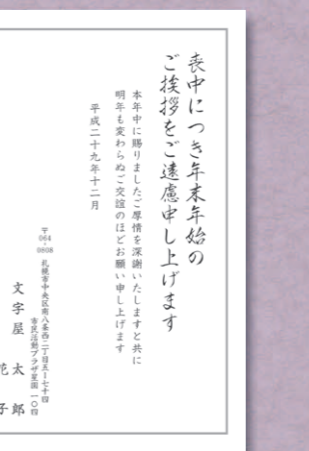 喪中につき年末年始の
ご挨拶をご遠慮申し上げます
本年中に賜りましたご厚情を深謝いたしますと共に
明年も変わらぬご交誼のほどお願い申し上げます
平成二十九年十二月
〒064-0808
札幌市中央区南八条西二丁目五-七十四
市民活動プラザ星園一〇四
文字屋 太郎
花子